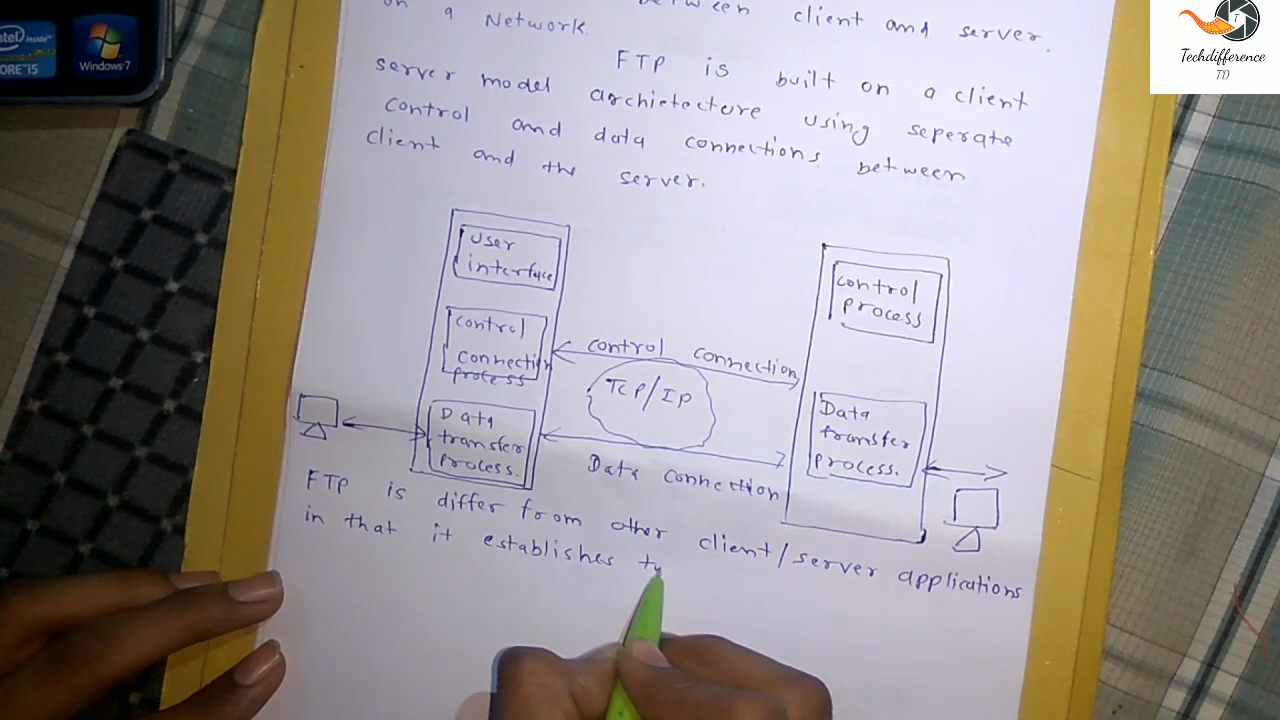 between client and server.
on a Network.
FTP is built on a client
server model archietecture using seperate
control and data connections between
client and the server.
User
interface
control
connection
process
Data
transfer
process.
control connection
TCP/IP
Data connection
control
process
Data
transfer
process.
FTP is differ from other client/server applications
in that it establishes
intel inside
CORE i5
Windows 7
T
Techdifference
TD